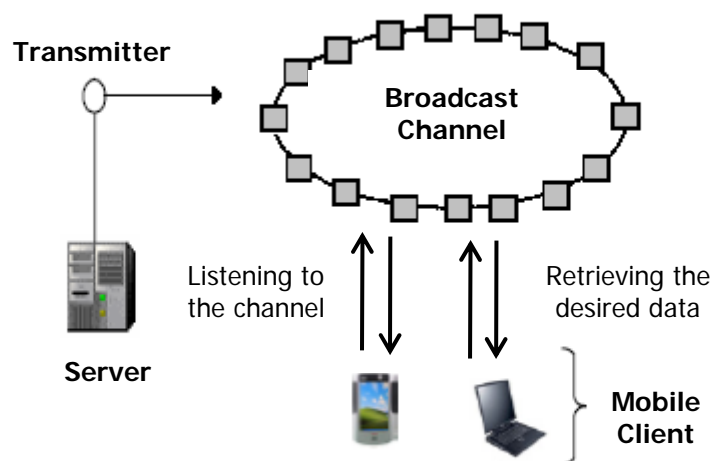 Transmitter
Broadcast
Channel
Listening to
the channel
Retrieving the
desired data
Server
Mobile
Client